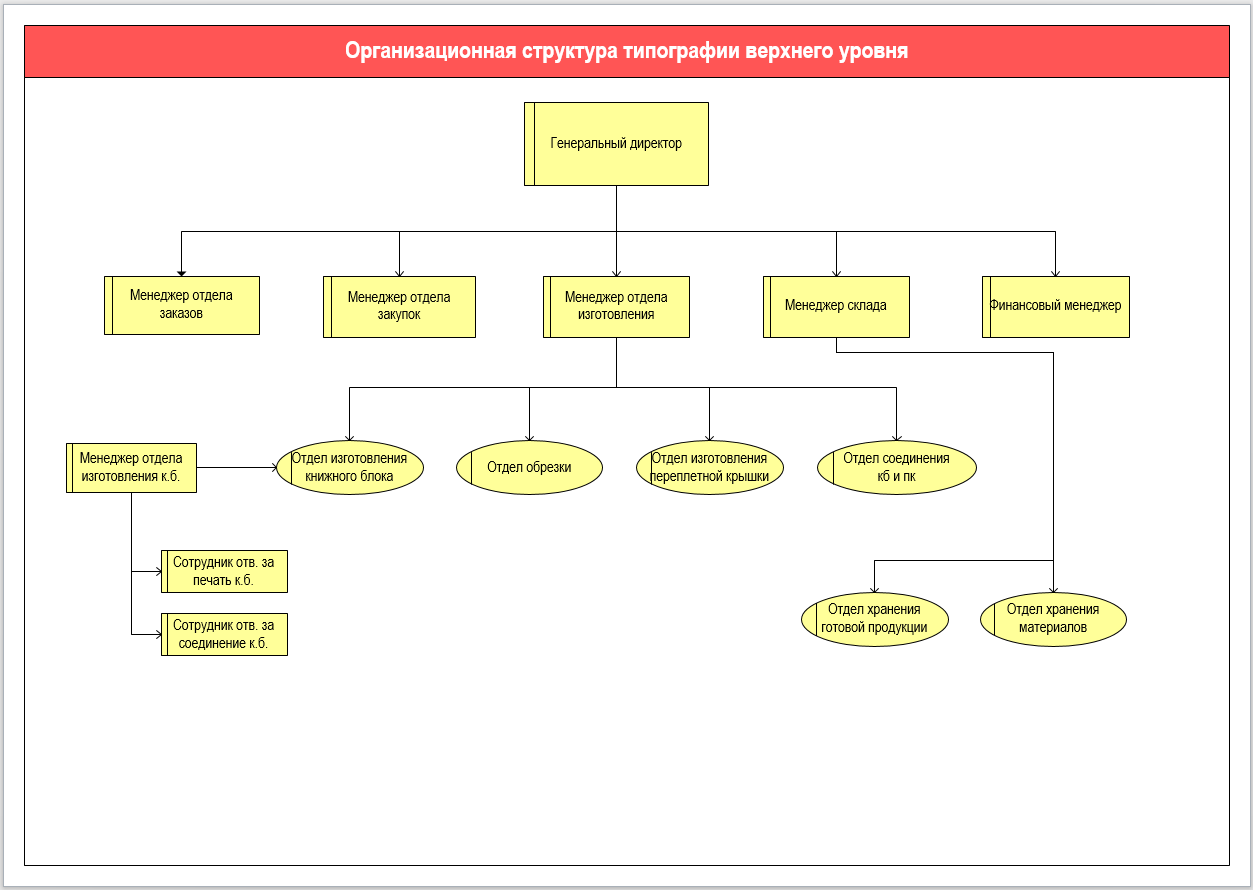 Организационная структура типографии верхнего уровня
Генеральный директор
Менеджер отдела
заказов
Менеджер отдела
закупок
Менеджер отдела
изготовления
Менеджер склада
Финансовый менеджер
Менеджер отдела
изготовления к.б.
Отдел изготовления
книжного блока
Отдел обрезки
Отдел изготовления
переплетной крышки
Отдел соединения
кб и пк
Сотрудник отв. за
печать к.б.
Сотрудник отв. за
соединение к.б.
Отдел хранения
готовой продукции
Отдел хранения
материалов